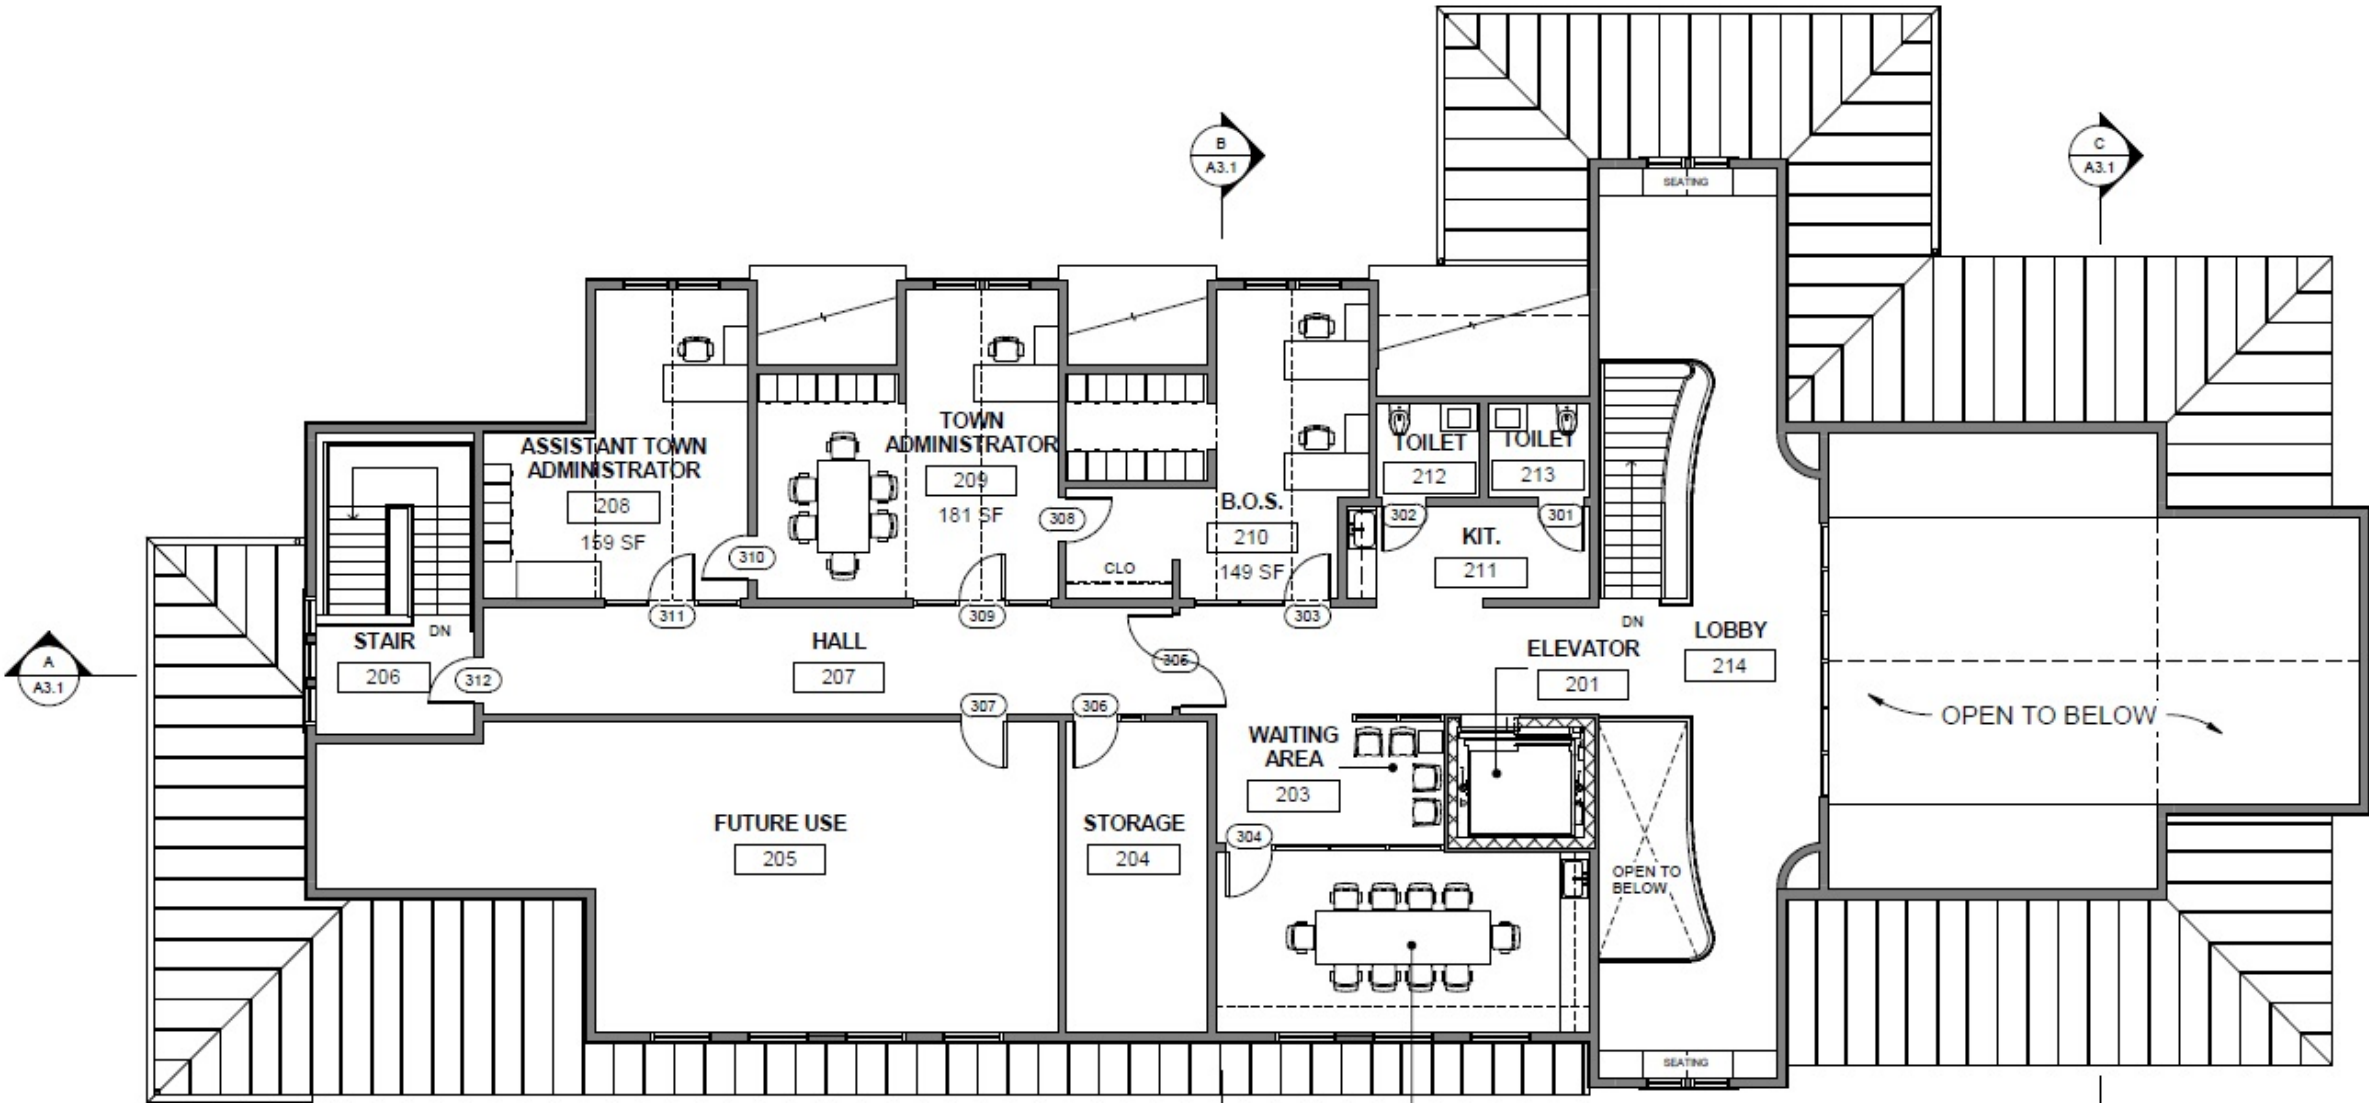 B
A3.1
C
A3.1
SEATING
ASSISTANT TOWN
ADMINISTRATOR
208
159 SF
310
311
TOWN
ADMINISTRATOR
209
181 SF
308
309
B.O.S.
210
149 SF
CLO
303
TOILET
212
302
TOILET
213
301
KIT.
211
STAIR
DN
206
312
A
A3.1
HALL
207
307
306
305
ELEVATOR
201
DN
LOBBY
214
OPEN TO BELOW
WAITING
AREA
203
304
FUTURE USE
205
STORAGE
204
OPEN TO
BELOW
SEATING